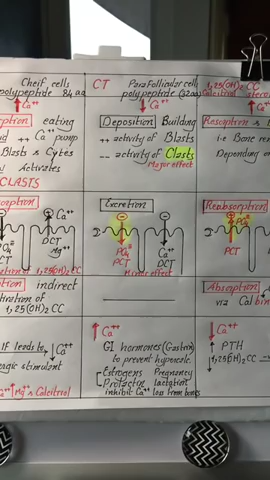 Cheif cells
polypeptide 84 aa
↑ Ca++
eating
++ Ca++ pump
Blasts & Cytes
Activates
CLASTS
CT
Parafollicular cells
polypeptide (32aa)
↓ Ca++
Deposition Building
++ activity of Blasts
-- activity of Clasts
Major effect
1,25(OH)2 CC
Calcitriol
↑ Ca++
Resorption &
i.e Bone
Depending
Ca++
DCT
Mg++
1,25(OH)2 CC
Excretion
PO4
PCT
Ca++
DCT
Minor effect
Reabsorption
PO4
PCT
indirect
1,25(OH)2 CC
Absorption
via Calbin
IF leads to ↓ Ca++
stimulant
Mg++ Calcitriol
↑ Ca++
GI hormones (Gastrin)
to prevent hypocalc.
Estrogens Pregnancy
Prolactin lactation
inhibit Ca++ loss from bones
↓ Ca++
↑ PTH
↓ 1,25(OH)2 CC